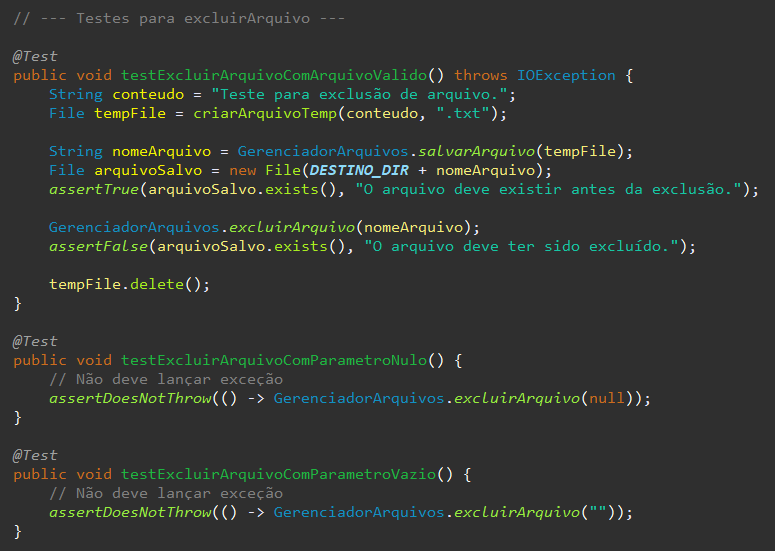 // --- Testes para excluirArquivo ---
@Test
public void testExcluirArquivoComArquivoValido() throws IOException {
String conteudo = "Teste para exclusão de arquivo.";
File tempFile = criarArquivoTemp(conteudo, ".txt");
String nomeArquivo = GerenciadorArquivos.salvarArquivo(tempFile);
File arquivoSalvo = new File(DESTINO_DIR + nomeArquivo);
assertTrue(arquivoSalvo.exists(), "O arquivo deve existir antes da exclusão.");
GerenciadorArquivos.excluirArquivo(nomeArquivo);
assertFalse(arquivoSalvo.exists(), "O arquivo deve ter sido excluído.");
tempFile.delete();
}
@Test
public void testExcluirArquivoComParametroNulo() {
// Não deve lançar exceção
assertDoesNotThrow(() -> GerenciadorArquivos.excluirArquivo(null));
}
@Test
public void testExcluirArquivoComParametroVazio() {
// Não deve lançar exceção
assertDoesNotThrow(() -> GerenciadorArquivos.excluirArquivo(""));
}